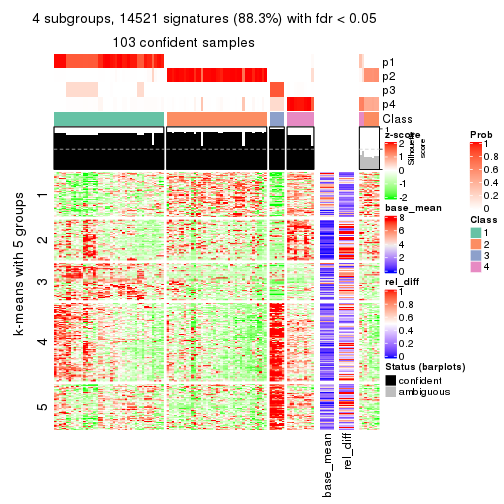 4 subgroups, 14521 signatures (88.3%) with fdr < 0.05
103 confident samples
p1
p2
p3
p4
Class
1
Silhouette
score
k-means with 5 groups
1
2
3
4
5
base_mean
rel_diff
z-score
2
1
0
-1
-2
base_mean
8
6
4
2
0
rel_diff
1
0.8
0.6
0.4
0.2
0
Status (barplots)
confident
ambiguous
Prob
1
0.8
0.6
0.4
0.2
0
Class
1
2
3
4